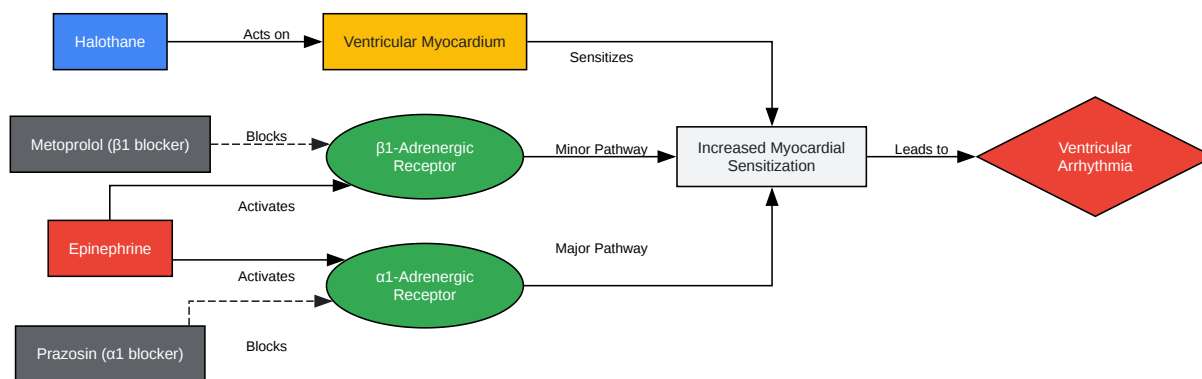 Halothane
Acts on
Ventricular Myocardium
Sensitizes
Metoprolol (β1 blocker)
Blocks
β1-Adrenergic
Receptor
Minor Pathway
Increased Myocardial
Sensitization
Leads to
Ventricular
Arrhythmia
Activates
Epinephrine
Activates
α1-Adrenergic
Receptor
Major Pathway
Prazosin (α1 blocker)
Blocks